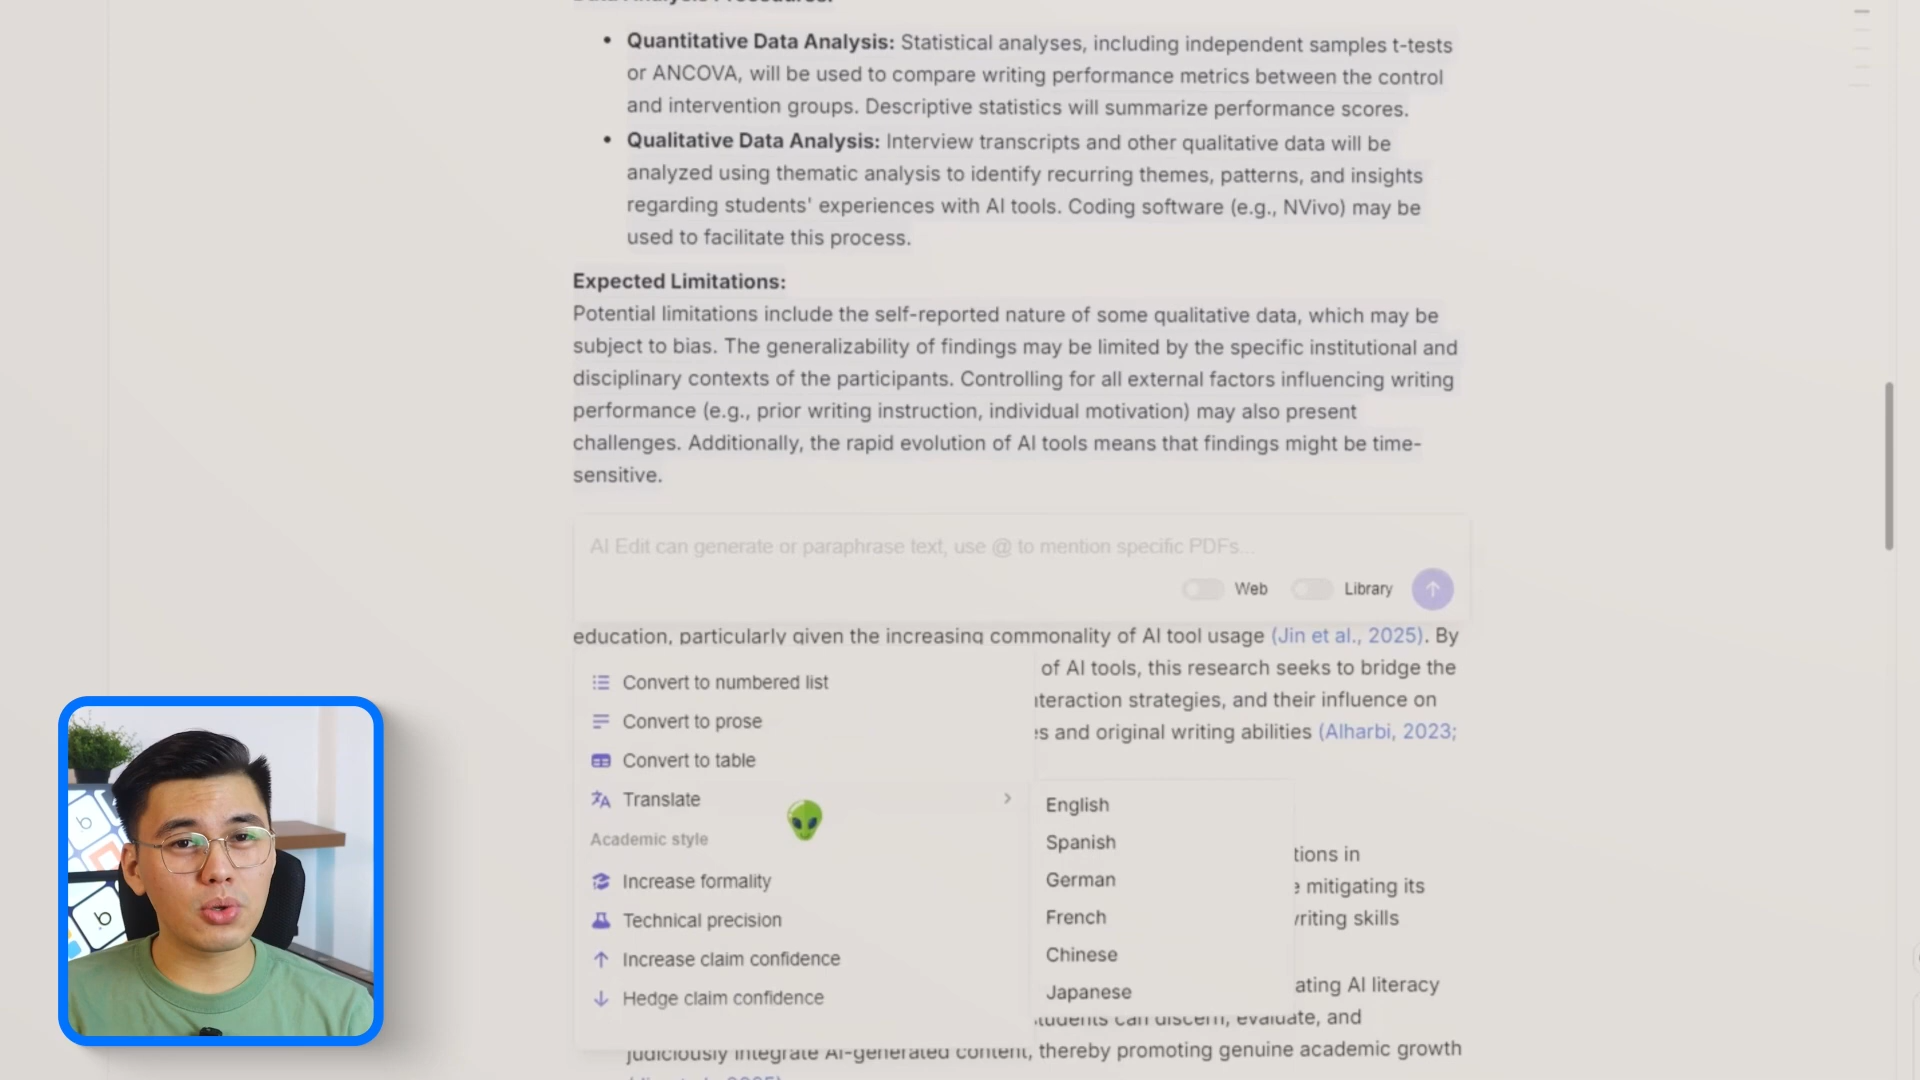 Data Analysis Procedures:
• Quantitative Data Analysis: Statistical analyses, including independent samples t-tests
or ANCOVA, will be used to compare writing performance metrics between the control
and intervention groups. Descriptive statistics will summarize performance scores.
• Qualitative Data Analysis: Interview transcripts and other qualitative data will be
analyzed using thematic analysis to identify recurring themes, patterns, and insights
regarding students' experiences with AI tools. Coding software (e.g., NVivo) may be
used to facilitate this process.
Expected Limitations:
Potential limitations include the self-reported nature of some qualitative data, which may be
subject to bias. The generalizability of findings may be limited by the specific institutional and
disciplinary contexts of the participants. Controlling for all external factors influencing writing
performance (e.g., prior writing instruction, individual motivation) may also present
challenges. Additionally, the rapid evolution of AI tools means that findings might be time-
sensitive.
AI Edit can generate or paraphrase text, use @ to mention specific PDFs...
Web Library
education, particularly given the increasing commonality of AI tool usage (Jin et al., 2025). By
of AI tools, this research seeks to bridge the
nteraction strategies, and their influence on
es and original writing abilities (Alharbi, 2023;
Convert to numbered list
Convert to prose
Convert to table
Translate
Academic style
Increase formality
Technical precision
Increase claim confidence
Hedge claim confidence
English
Spanish
German
French
Chinese
Japanese
tions in
e mitigating its
writing skills
ating AI literacy
students can discern, evaluate, and
judiciously integrate AI-generated content, thereby promoting genuine academic growth
b
b.